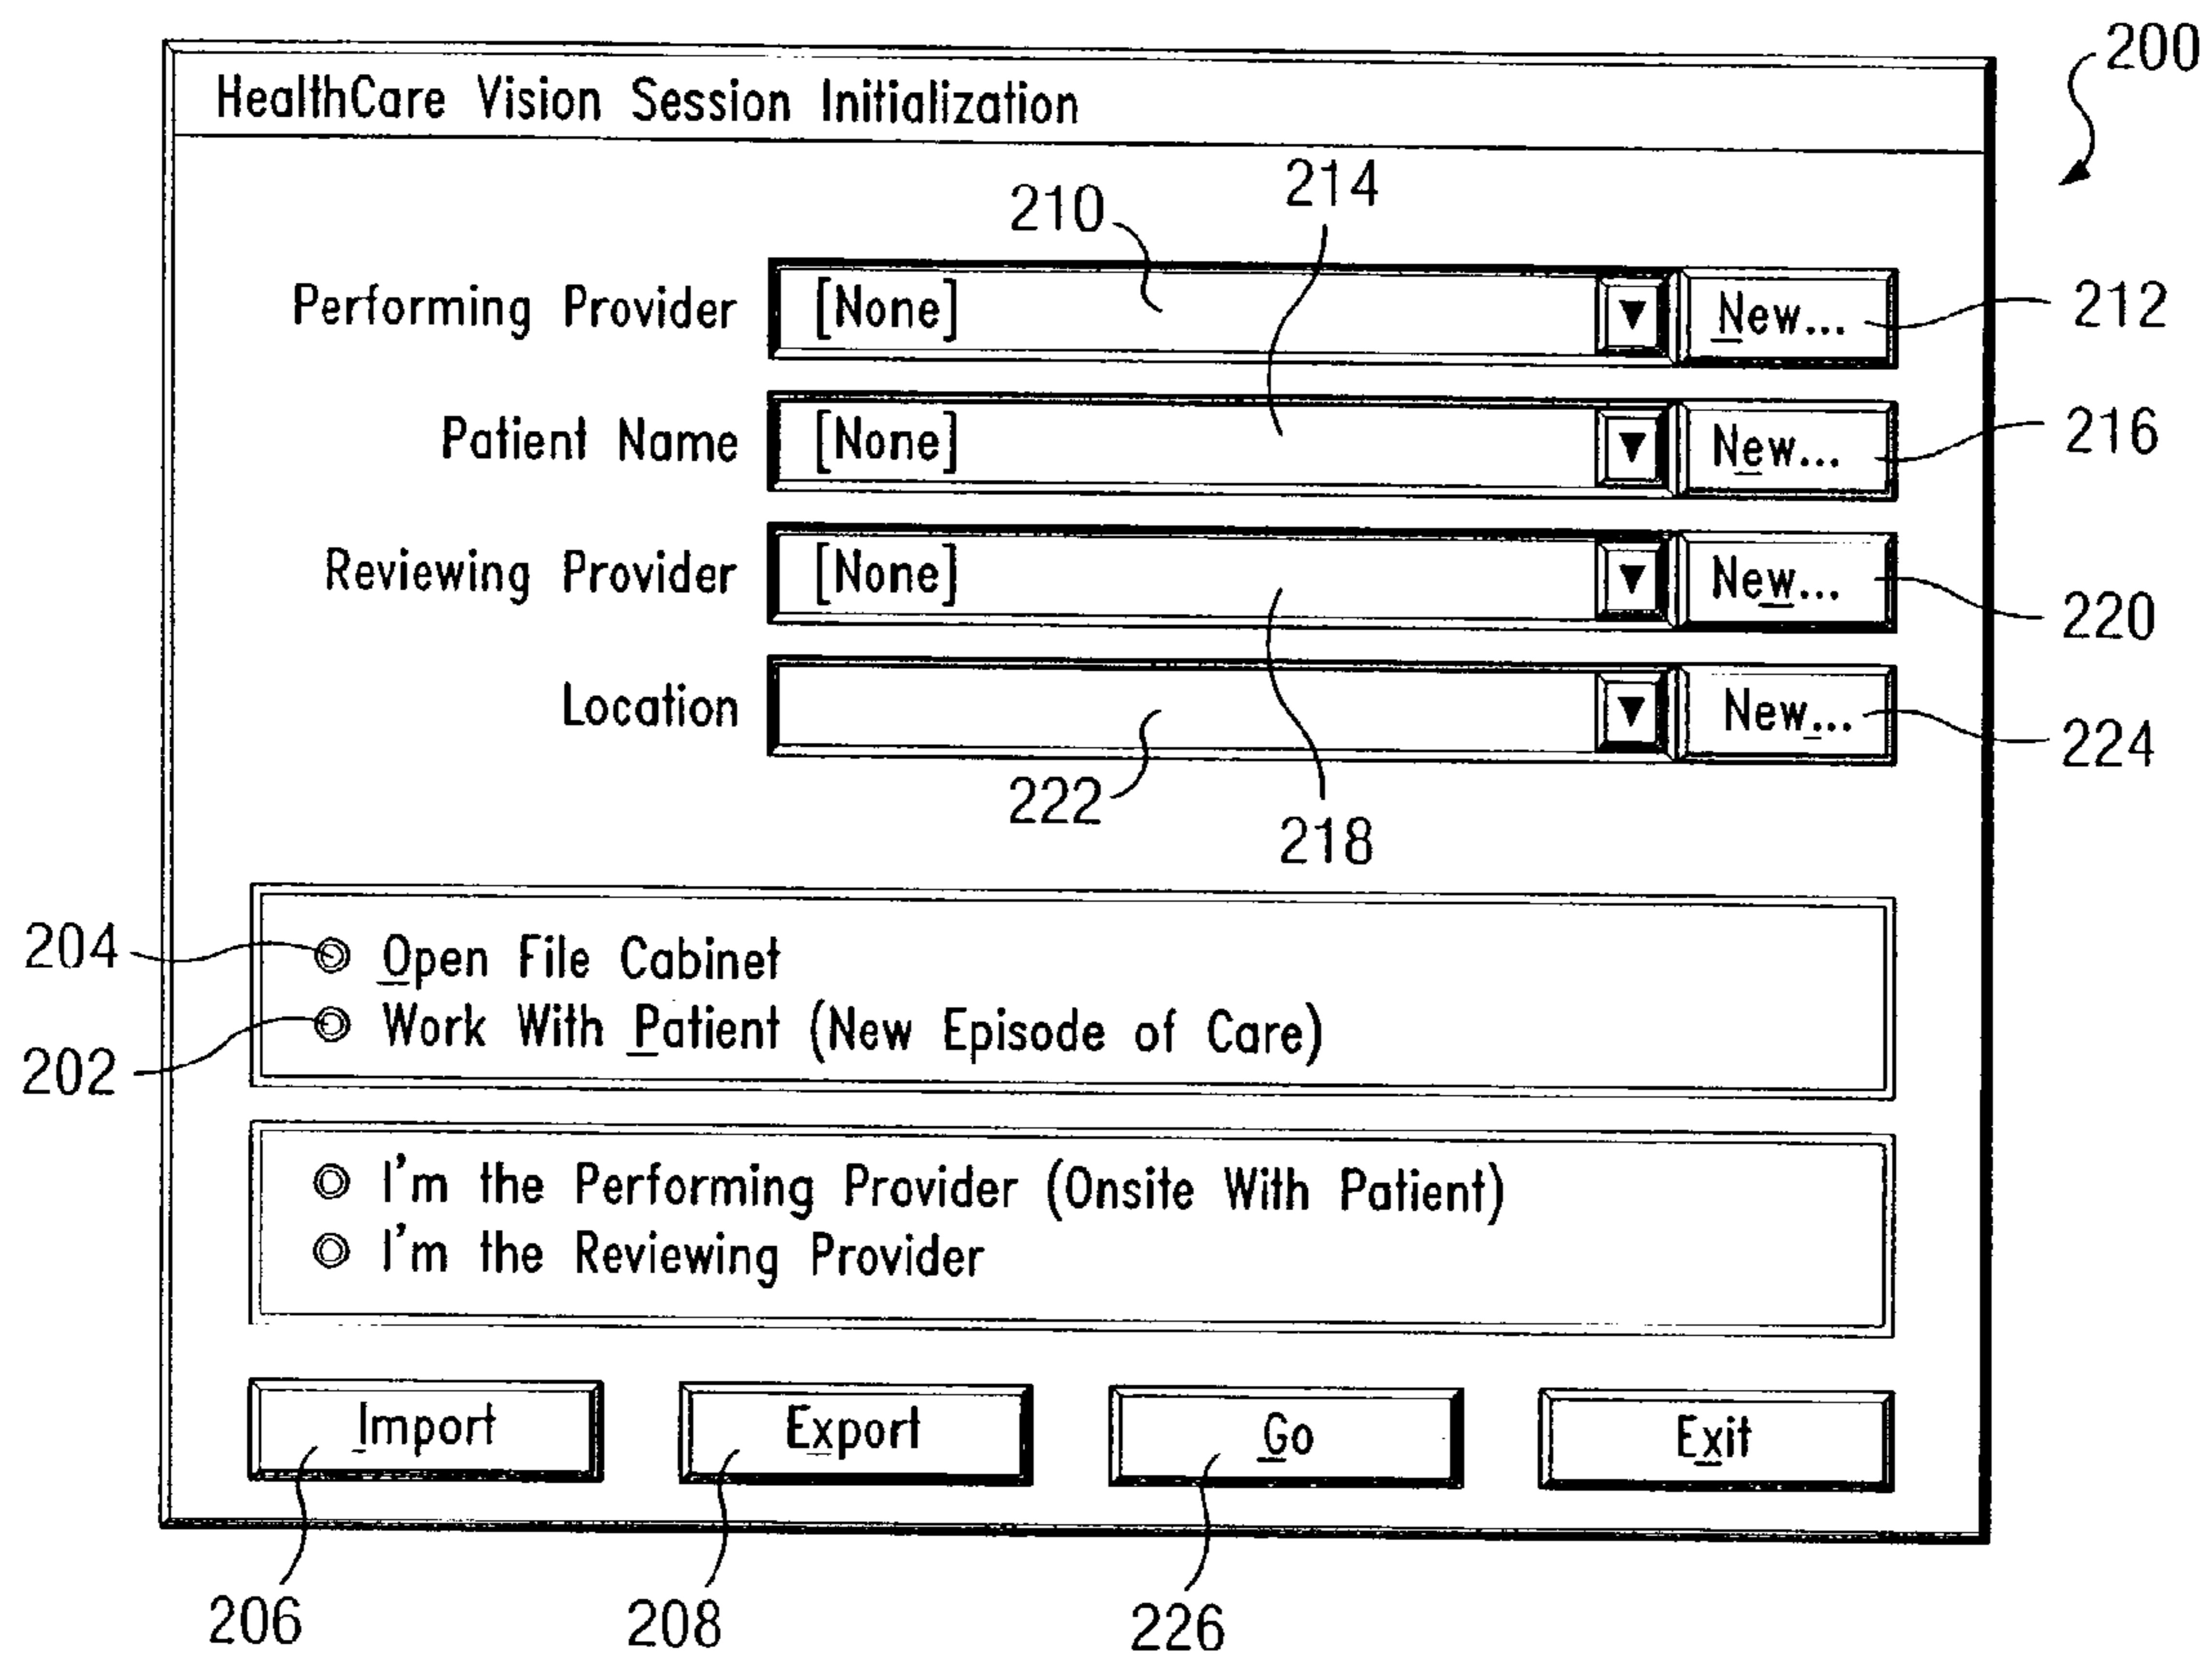 200
HealthCare Vision Session Initialization
210
214
Performing Provider [None] ▼ New... 212
Patient Name [None] ▼ New... 216
Reviewing Provider [None] ▼ New... 220
Location ▼ New... 224
222
218
204 Open File Cabinet
202 Work With Patient (New Episode of Care)
I'm the Performing Provider (Onsite With Patient)
I'm the Reviewing Provider
Import Export Go Exit
206 208 226